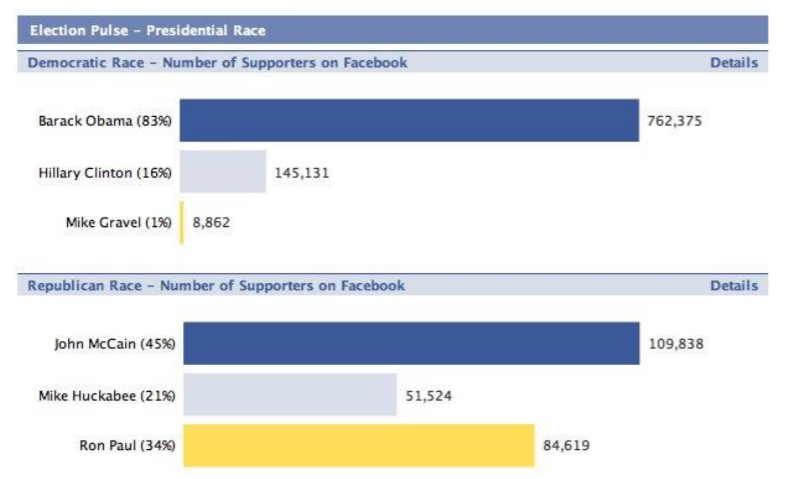 Election Pulse – Presidential Race
Democratic Race – Number of Supporters on Facebook Details
Barack Obama (83%) 762,375
Hillary Clinton (16%) 145,131
Mike Gravel (1%) 8,862
Republican Race – Number of Supporters on Facebook Details
John McCain (45%) 109,838
Mike Huckabee (21%) 51,524
Ron Paul (34%) 84,619